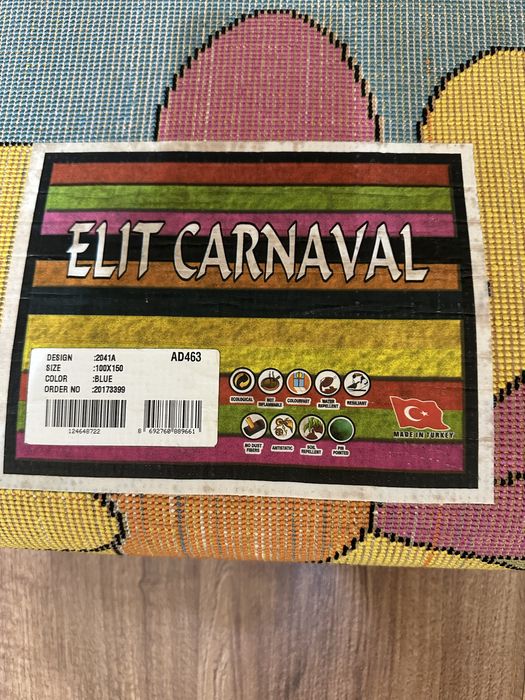 ELIT CARNAVAL
DESIGN :2041A AD463
SIZE :100X150
COLOR :BLUE
ORDER NO :20173399
124648722
8 692760 889661
ECOLOGICAL
NOT INFLAMMABLE
COLOURFAST
WATER REPELLENT
RESILIANT
NO DUST FIBERS
ANTISTATIC
SOIL REPELLENT
PIN POINTED
MADE IN TURKEY